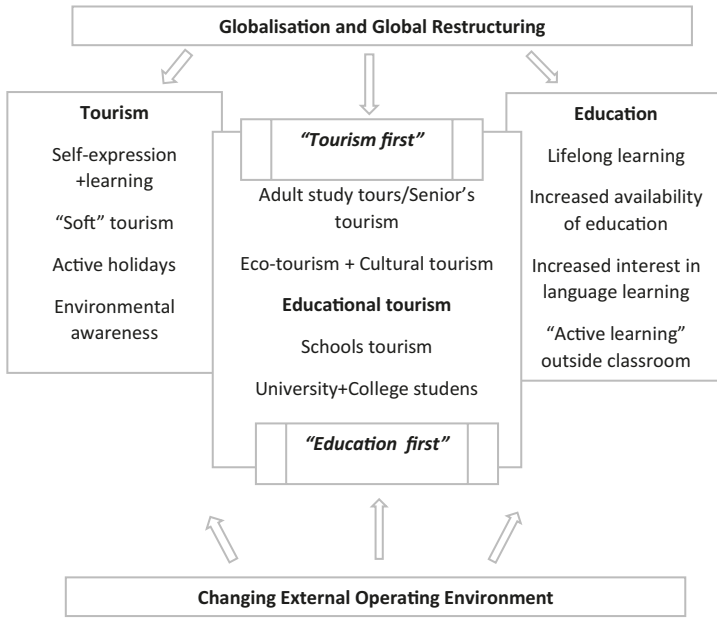 Globalisation and Global Restructuring
Tourism
Self-expression
+learning
“Soft” tourism
Active holidays
Environmental
awareness
“Tourism first”
Adult study tours/Senior’s
tourism
Eco-tourism + Cultural tourism
Educational tourism
Schools tourism
University+College studens
“Education first”
Education
Lifelong learning
Increased availability
of education
Increased interest in
language learning
“Active learning”
outside classroom
Changing External Operating Environment